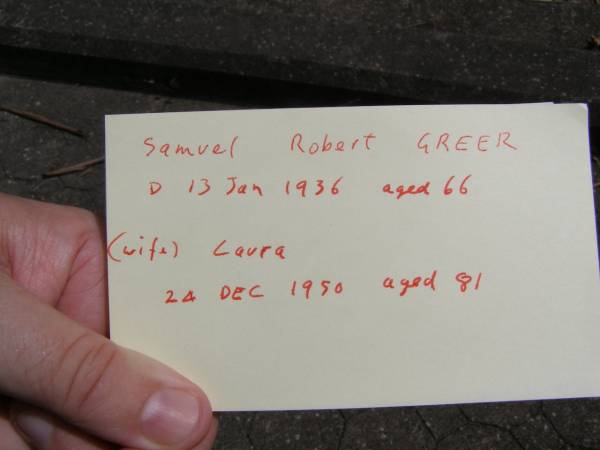 Samuel Robert GREER
D 13 Jan 1936 aged 66
(wife) Laura
24 DEC 1950 aged 81